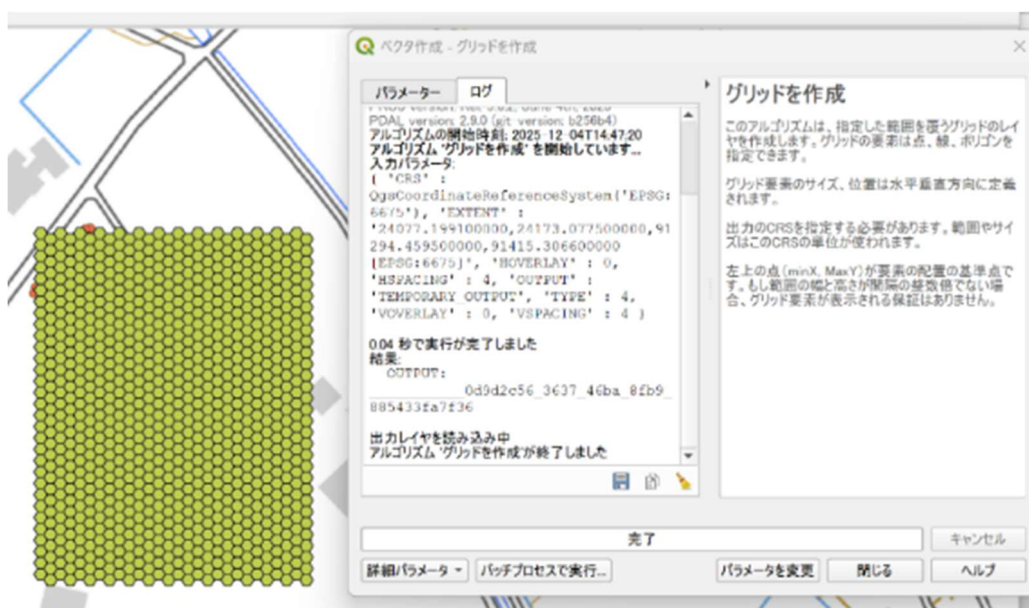 ベクタ作成 - グリッドを作成
パラメーター ログ
PDAL version: 2.9.0 (git version: b256b4)
アルゴリズムの開始時刻: 2025-12-04T14:47:20
アルゴリズム 'グリッドを作成' を開始しています…
入力パラメータ:
{ 'CRS' :
QgsCoordinateReferenceSystem('EPSG:
6675'), 'EXTENT' :
'24077.199100000,24173.077500000,91
294.459500000,91415.306600000
[EPSG:6675]', 'HOVERLAY' : 0,
'HSPACING' : 4, 'OUTPUT' :
'TEMPORARY_OUTPUT', 'TYPE' : 4,
'VOVERLAY' : 0, 'VSPACING' : 4 }
0.04 秒で実行が完了しました
結果:
OUTPUT:
0d9d2c56_3637_46ba_8fb9_
885433fa7f36
出力レイヤを読み込み中
アルゴリズム 'グリッドを作成' が終了しました
グリッドを作成
このアルゴリズムは、指定した範囲を覆うグリッドのレイ
ヤを作成します。グリッドの要素は点、線、ポリゴンを
指定できます。
グリッド要素のサイズ、位置は水平垂直方向に定義
されます。
出力のCRSを指定する必要があります。範囲やサイ
ズはこのCRSの単位が使われます。
左上の点(minX, MaxY)が要素の配置の基準点で
す。もし範囲の幅と高さが間隔の整数倍でない場
合、グリッド要素が表示される保証はありません。
完了
キャンセル
詳細パラメータ バッチプロセスで実行... パラメータを変更 閉じる ヘルプ